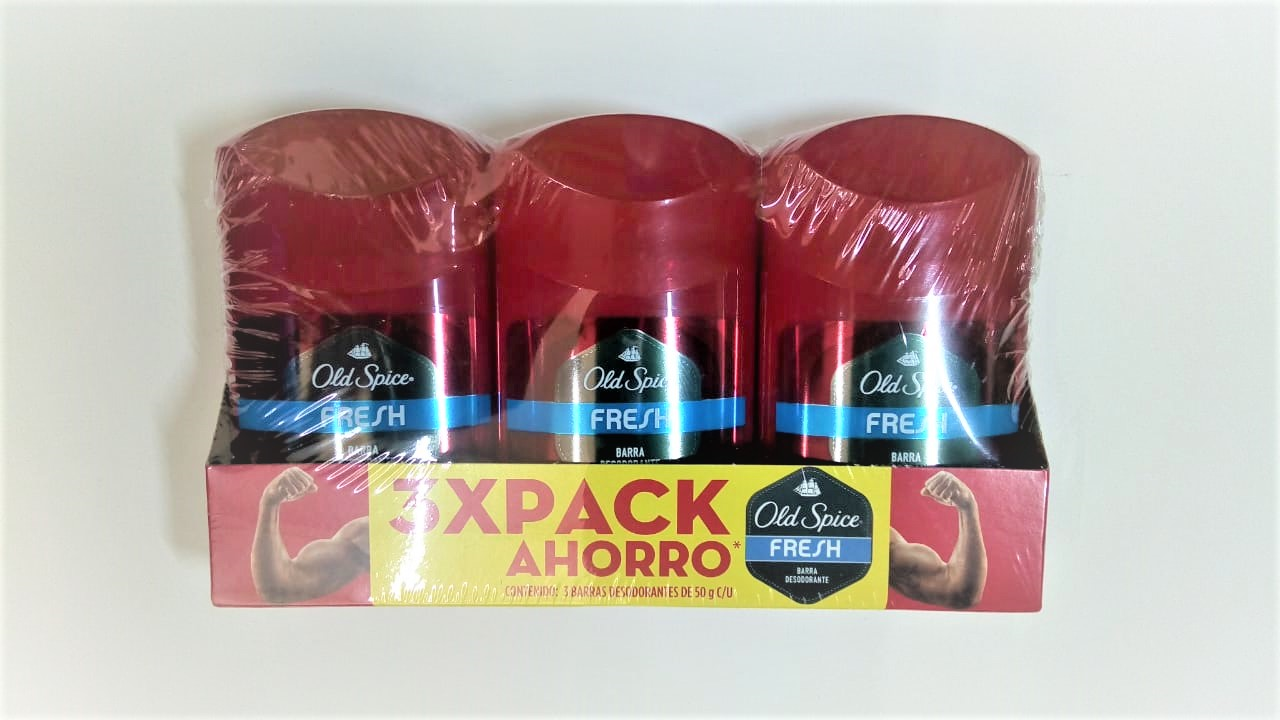 Old Spice
FRESH
BARRA
Old Spice
FRESH
BARRA
DESODORANTE
Old Spice
FRESH
BARRA
3XPACK
AHORRO*
CONTENIDO: 3 BARRAS DESODORANTES DE 50 g C/U
Old Spice
FRESH
BARRA
DESODORANTE